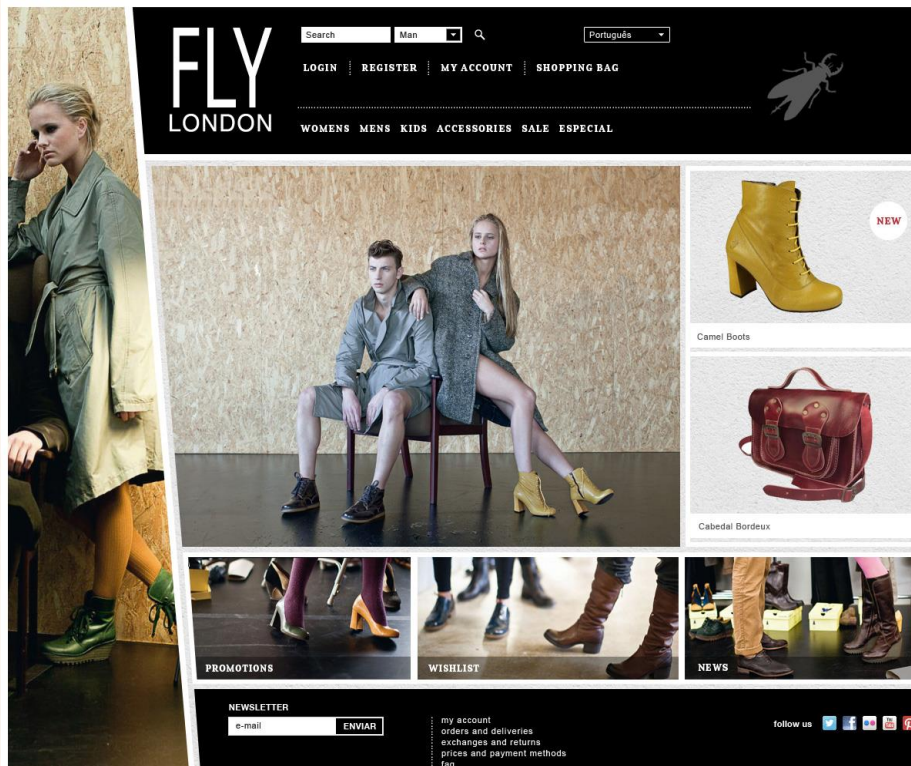 FLY
LONDON
Search
Man
Português
LOGIN
REGISTER
MY ACCOUNT
SHOPPING BAG
WOMENS
MENS
KIDS
ACCESSORIES
SALE
ESPECIAL
NEW
Camel Boots
Cabedal Bordeux
PROMOTIONS
WISHLIST
NEWS
NEWSLETTER
e-mail
ENVIAR
my account
orders and deliveries
exchanges and returns
prices and payment methods
faq
follow us